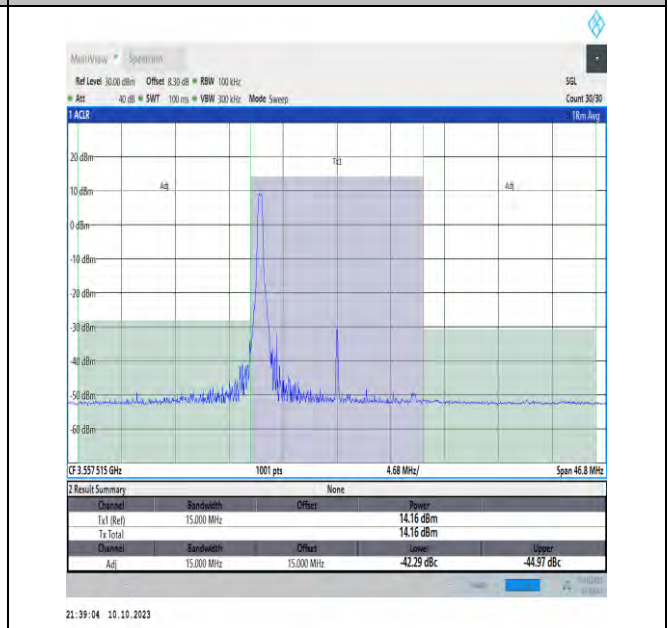 MultiView Spectrum
Ref Level 30.00 dBm Offset 8.30 dB RBW 100 kHz SGL
Att 40 dB SWT 100 ms VBW 300 kHz Mode Sweep Count 30/30
1 ACLR 1Rm Avg
Tx1
20 dBm
Adj Adj
10 dBm
0 dBm
-10 dBm
-20 dBm
-30 dBm
-40 dBm
-50 dBm
-60 dBm
CF 3.557 515 GHz 1001 pts 4.68 MHz/ Span 46.8 MHz
2 Result Summary None
Channel Bandwidth Offset Power
Tx1 (Ref) 15.000 MHz 14.16 dBm
Tx Total 14.16 dBm
Channel Bandwidth Offset Lower Upper
Adj 15.000 MHz 15.000 MHz -42.29 dBc -44.97 dBc
21:39:04 10.10.2023